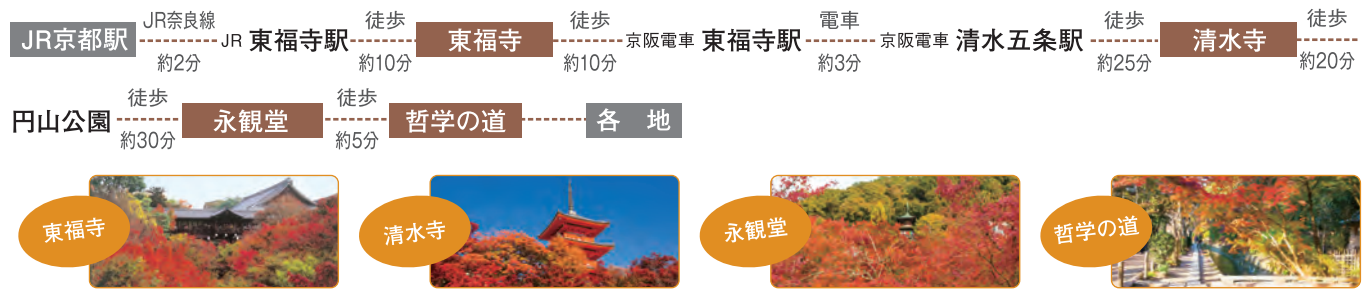 JR奈良線 徒歩 徒歩 電車 徒歩 徒歩
JR京都駅 JR 東福寺駅 東福寺 京阪電車 東福寺駅 京阪電車 清水五条駅 清水寺
約2分 約10分 約10分 約3分 約25分 約20分
徒歩 徒歩
円山公園 永観堂 哲学の道 各 地
約30分 約5分
東福寺 清水寺 永観堂 哲学の道